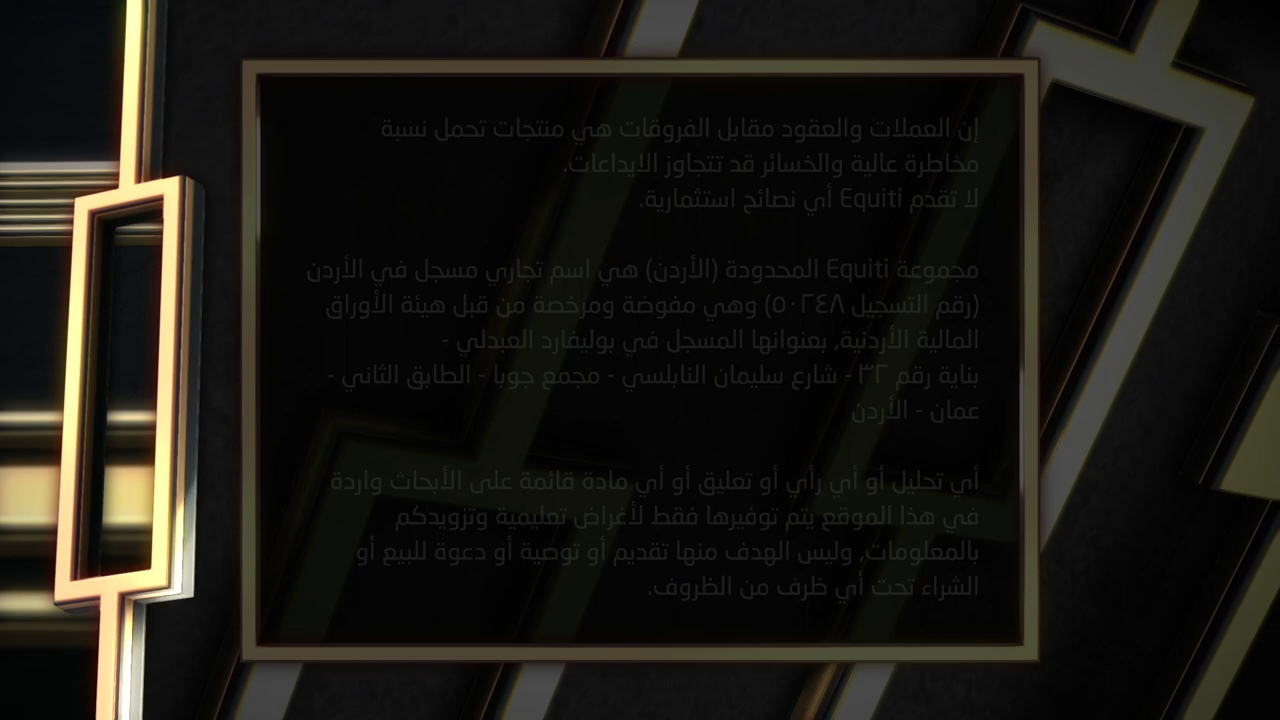 إن العملات والعقود مقابل الفروقات هي منتجات تحمل نسبة
مخاطرة عالية والخسائر قد تتجاوز الايداعات.
لا تقدم Equiti أي نصائح استثمارية.
مجموعة Equiti المحدودة (الأردن) هي اسم تجاري مسجل في الأردن
(رقم التسجيل ٥٠٢٤٨) وهي مفوضة ومرخصة من قبل هيئة الأوراق
المالية الأردنية, بعنوانها المسجل في بوليفارد العبدلي -
بناية رقم ٣٢ - شارع سليمان النابلسي - مجمع جوبا - الطابق الثاني -
عمان - الأردن
أي تحليل أو أي رأي أو تعليق أو أي مادة قائمة على الأبحاث واردة
في هذا الموقع يتم توفيرها فقط لأغراض تعليمية وتزويدكم
بالمعلومات, وليس الهدف منها تقديم أو توصية أو دعوة للبيع أو
الشراء تحت أي ظرف من الظروف.